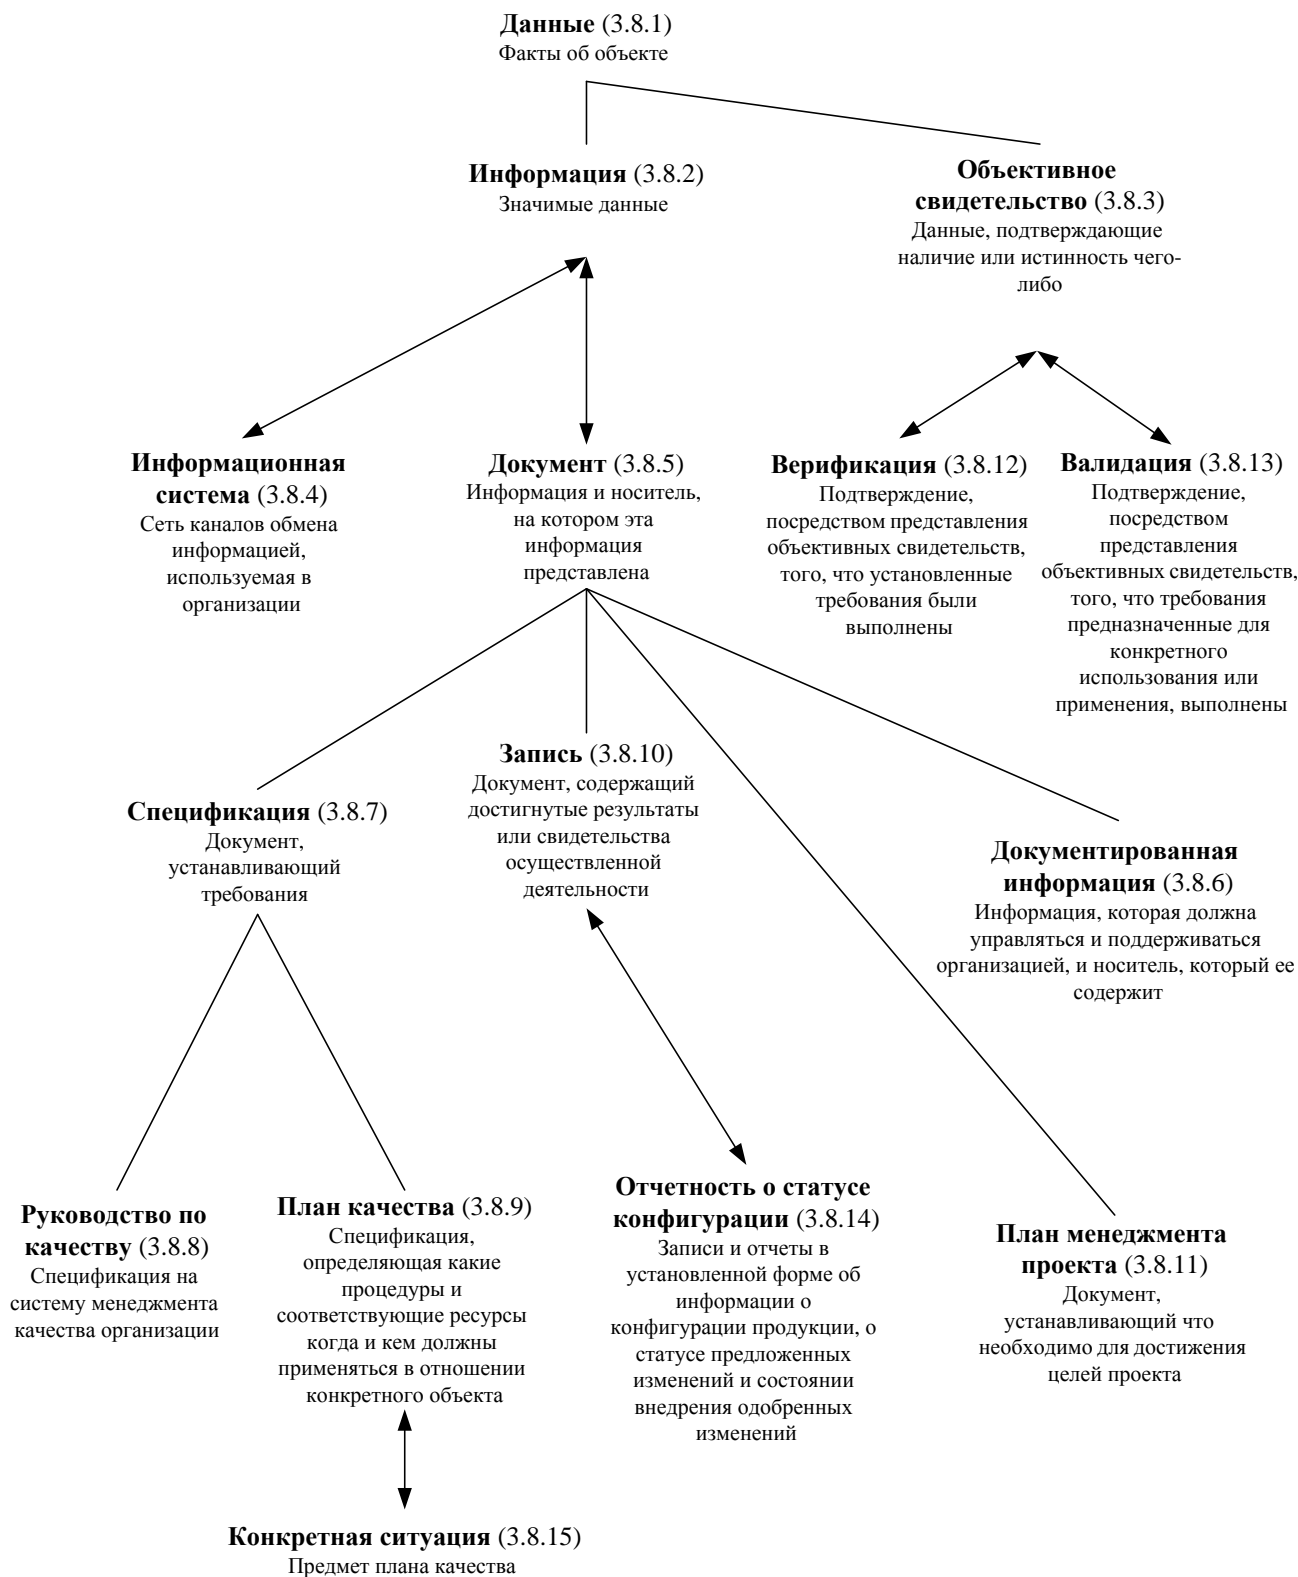 Данные (3.8.1)
Факты об объекте
Информация (3.8.2)
Значимые данные
Объективное
свидетельство (3.8.3)
Данные, подтверждающие
наличие или истинность чего-
либо
Информационная
система (3.8.4)
Сеть каналов обмена
информацией,
используемая в
организации
Документ (3.8.5)
Информация и носитель,
на котором эта
информация
представлена
Верификация (3.8.12)
Подтверждение,
посредством представления
объективных свидетельств,
того, что установленные
требования были
выполнены
Валидация (3.8.13)
Подтверждение,
посредством
представления
объективных свидетельств,
того, что требования
предназначенные для
конкретного
использования или
применения, выполнены
Спецификация (3.8.7)
Документ,
устанавливающий
требования
Запись (3.8.10)
Документ, содержащий
достигнутые результаты
или свидетельства
осуществленной
деятельности
Документированная
информация (3.8.6)
Информация, которая должна
управляться и поддерживаться
организацией, и носитель, который ее
содержит
Руководство по
качеству (3.8.8)
Спецификация на
систему менеджмента
качества организации
План качества (3.8.9)
Спецификация,
определяющая какие
процедуры и
соответствующие ресурсы
когда и кем должны
применяться в отношении
конкретного объекта
Отчетность о статусе
конфигурации (3.8.14)
Записи и отчеты в
установленной форме об
информации о
конфигурации продукции, о
статусе предложенных
изменений и состоянии
внедрения одобренных
изменений
План менеджмента
проекта (3.8.11)
Документ,
устанавливающий что
необходимо для достижения
целей проекта
Конкретная ситуация (3.8.15)
Предмет плана качества